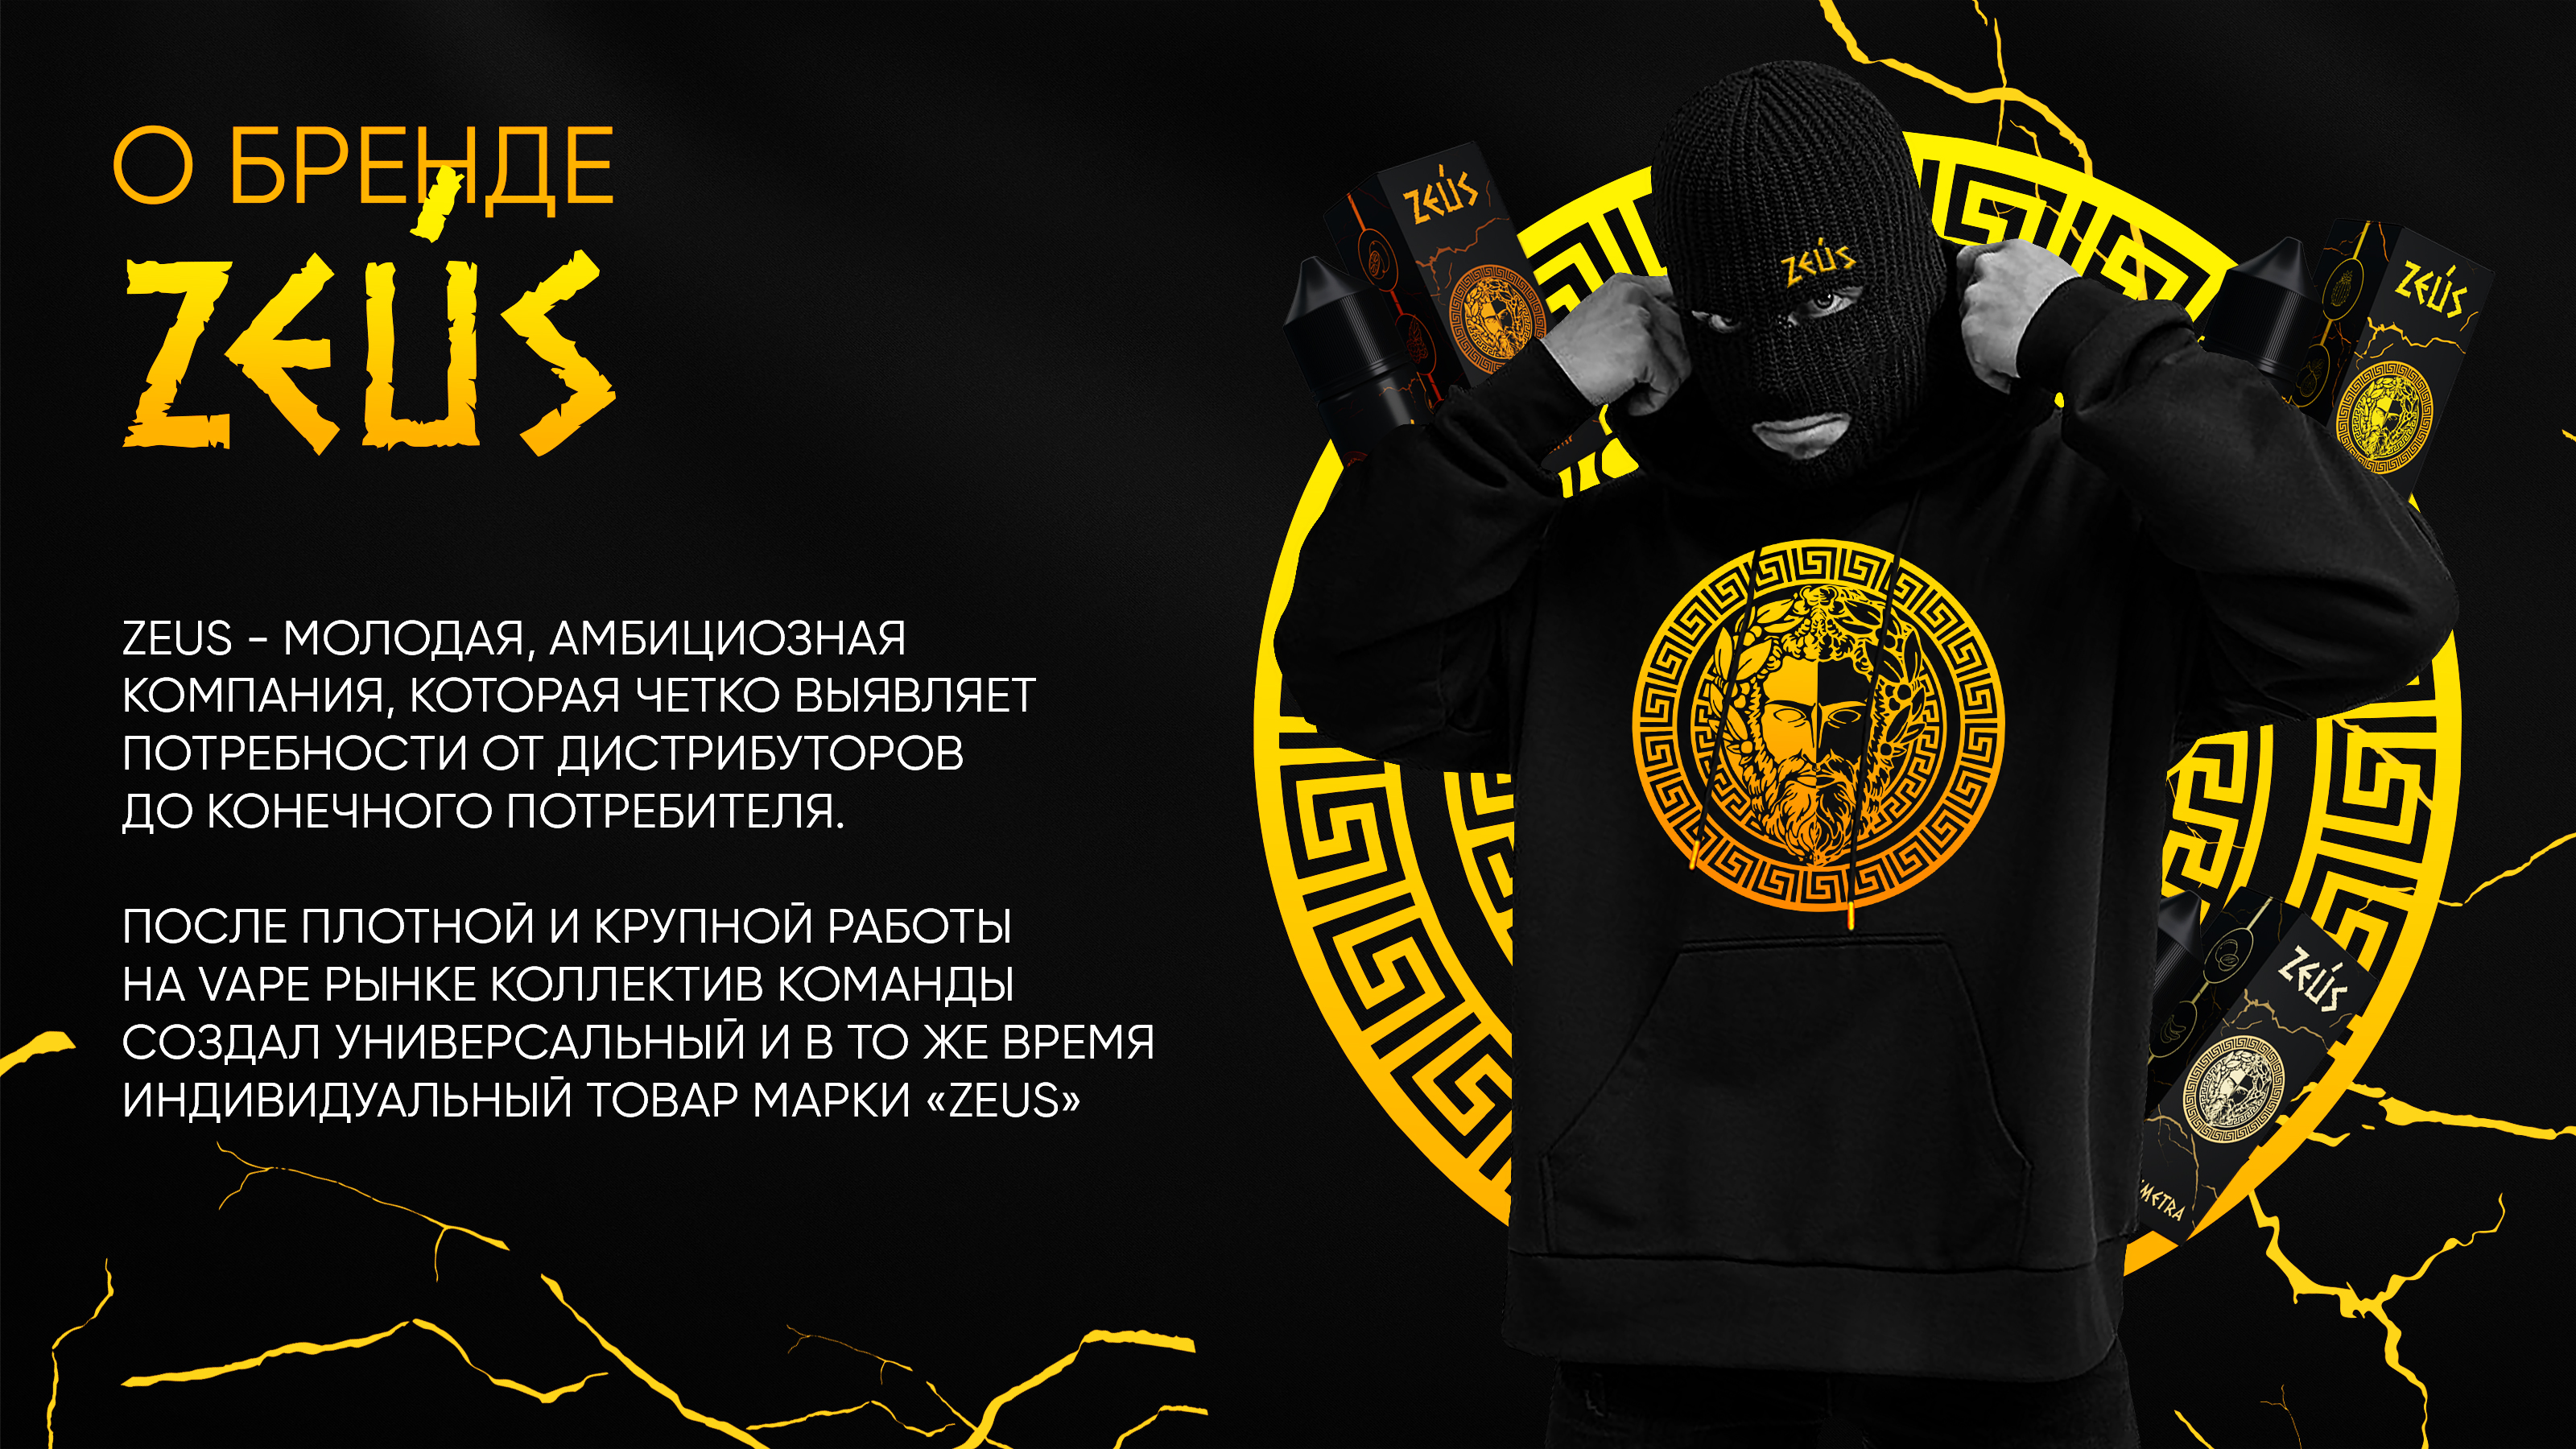 О БРЕНДЕ
ZEÚS
ZEUS - МОЛОДАЯ, АМБИЦИОЗНАЯ
КОМПАНИЯ, КОТОРАЯ ЧЕТКО ВЫЯВЛЯЕТ
ПОТРЕБНОСТИ ОТ ДИСТРИБУТОРОВ
ДО КОНЕЧНОГО ПОТРЕБИТЕЛЯ.
ПОСЛЕ ПЛОТНОЙ И КРУПНОЙ РАБОТЫ
НА VAPE РЫНКЕ КОЛЛЕКТИВ КОМАНДЫ
СОЗДАЛ УНИВЕРСАЛЬНЫЙ И В ТО ЖЕ ВРЕМЯ
ИНДИВИДУАЛЬНЫЙ ТОВАР МАРКИ «ZEUS»
ZEÚS
ZEÚS
ZEÚS
ZEÚS
METRA